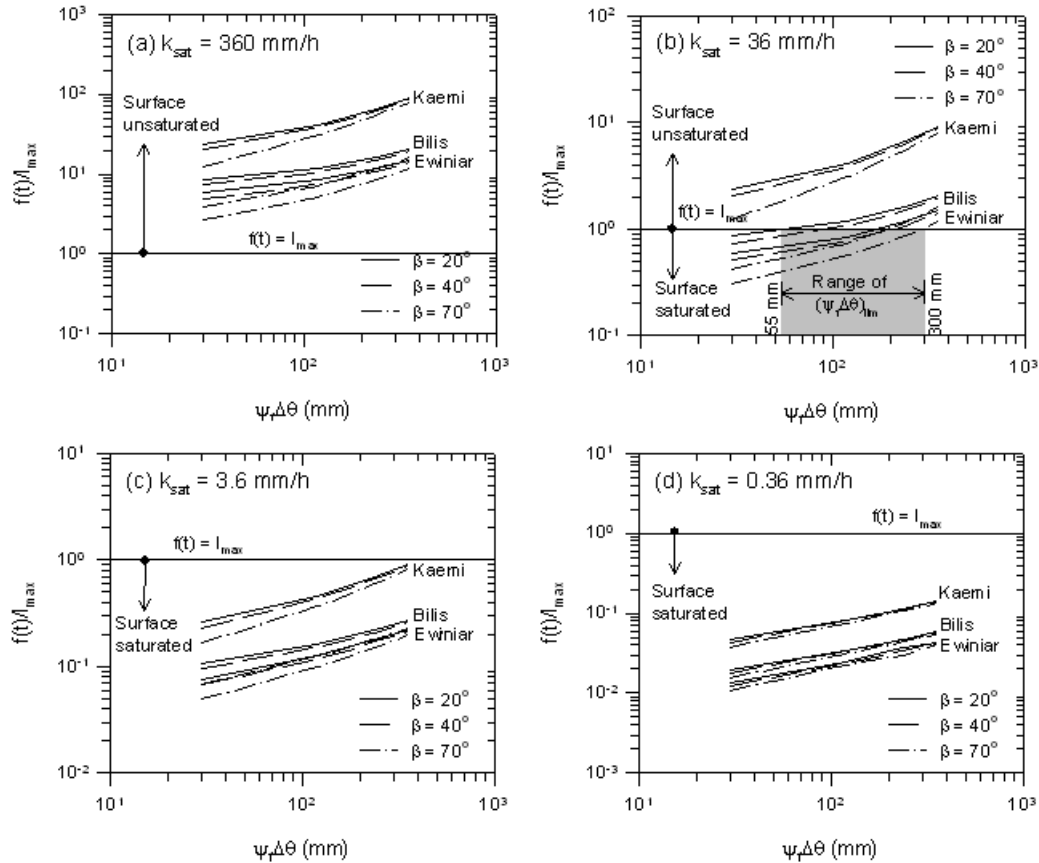 (a) k_sat = 360 mm/h
10³
10²
10¹
10⁰
10⁻¹
f(t)/I_max
Surface
unsaturated
Kaemi
Bilis
Ewiniar
f(t) = I_max
β = 20°
β = 40°
β = 70°
10¹ 10² 10³
ψ_fΔθ (mm)
(b) k_sat = 36 mm/h
10²
10¹
10⁰
10⁻¹
f(t)/I_max
β = 20°
β = 40°
β = 70°
Surface
unsaturated
Kaemi
Bilis
Ewiniar
f(t) = I_max
Surface
saturated
55 mm
Range of
(ψ_fΔθ)_lim
300 mm
10¹ 10² 10³
ψ_fΔθ (mm)
(c) k_sat = 3.6 mm/h
10¹
10⁰
10⁻¹
10⁻²
f(t)/I_max
f(t) = I_max
Surface
saturated
Kaemi
Bilis
Ewiniar
β = 20°
β = 40°
β = 70°
10¹ 10² 10³
ψ_fΔθ (mm)
(d) k_sat = 0.36 mm/h
10¹
10⁰
10⁻¹
10⁻²
10⁻³
f(t)/I_max
f(t) = I_max
Surface
saturated
Kaemi
Bilis
Ewiniar
β = 20°
β = 40°
β = 70°
10¹ 10² 10³
ψ_fΔθ (mm)